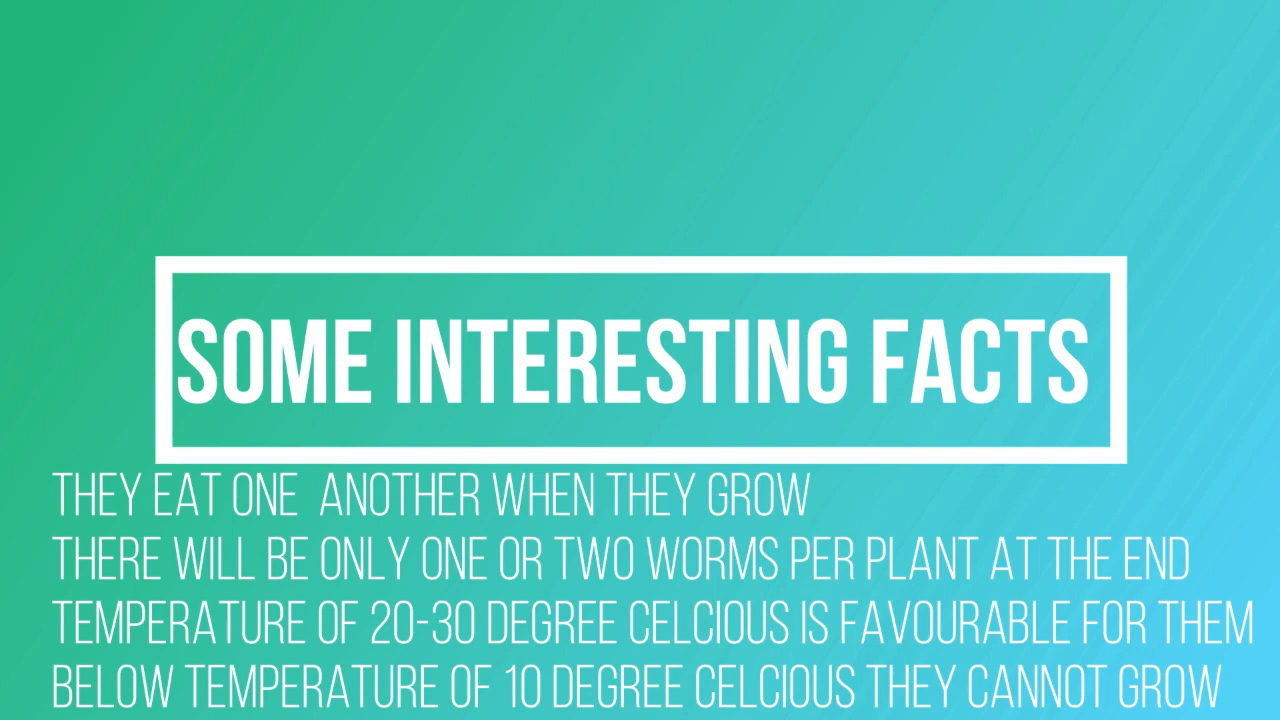 SOME INTERESTING FACTS
THEY EAT ONE ANOTHER WHEN THEY GROW
THERE WILL BE ONLY ONE OR TWO WORMS PER PLANT AT THE END
TEMPERATURE OF 20-30 DEGREE CELCIOUS IS FAVOURABLE FOR THEM
BELOW TEMPERATURE OF 10 DEGREE CELCIOUS THEY CANNOT GROW